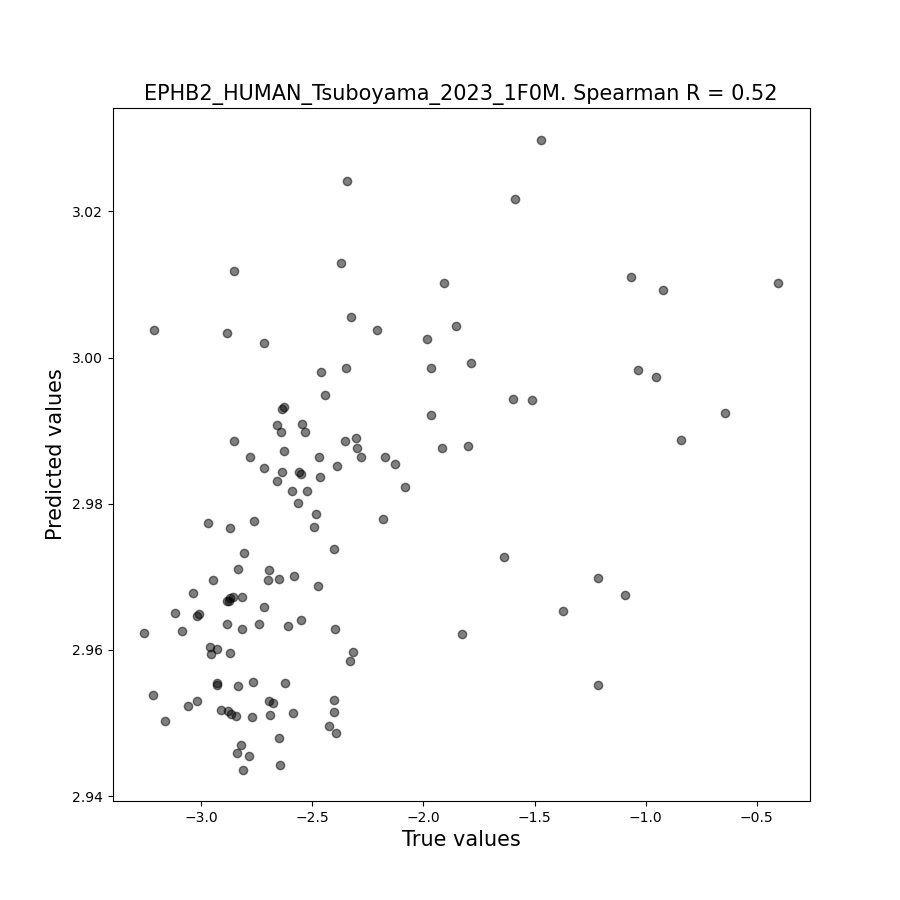 EPHB2_HUMAN_Tsuboyama_2023_1F0M. Spearman R = 0.52
3.02
3.00
2.98
2.96
2.94
Predicted values
−3.0 −2.5 −2.0 −1.5 −1.0 −0.5
True values